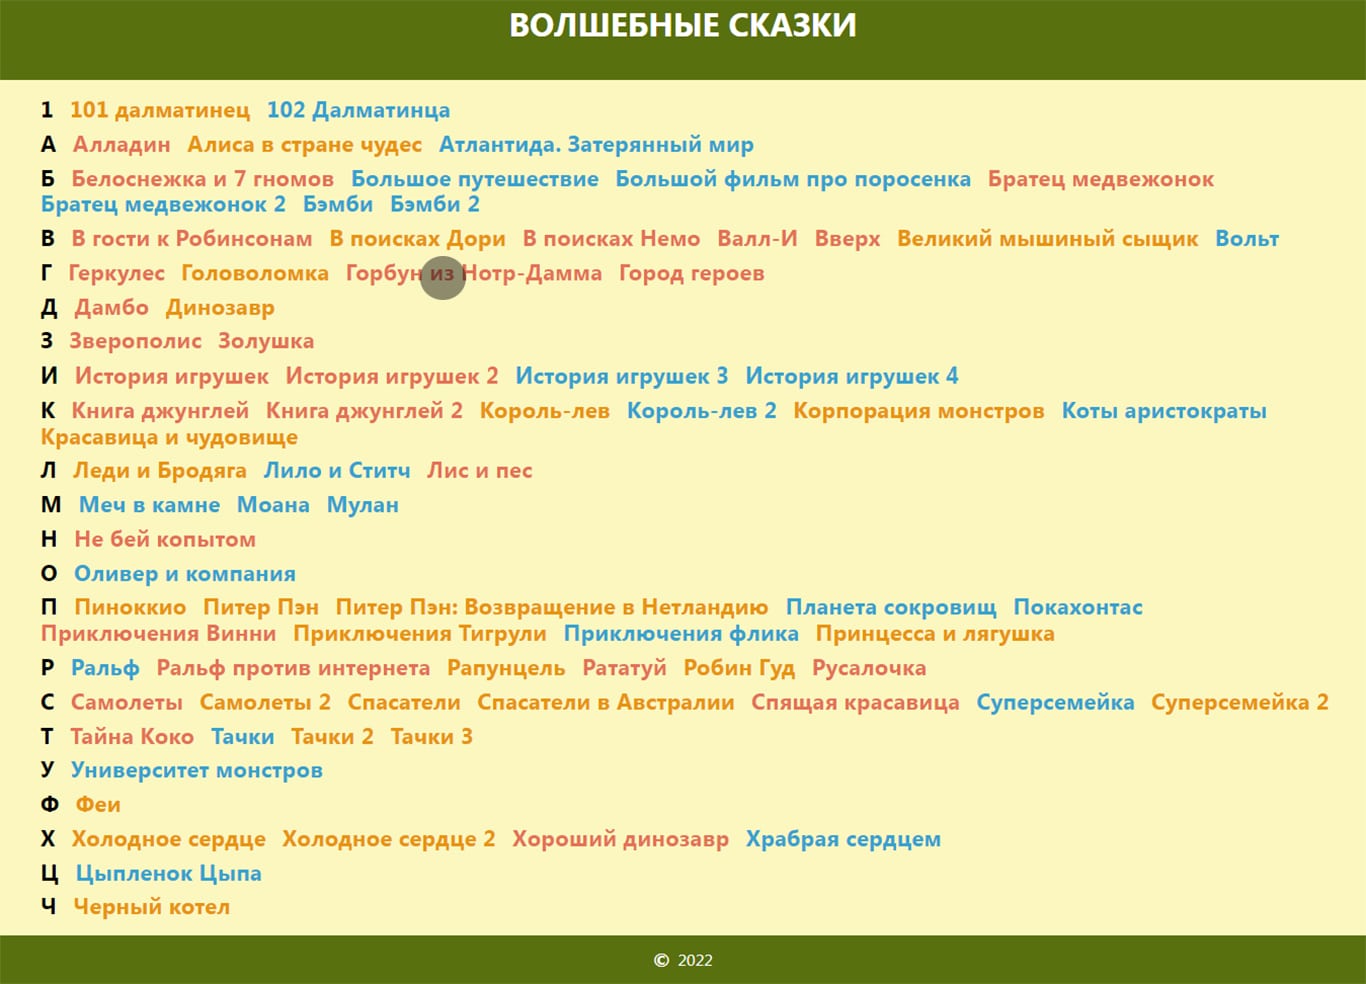 ВОЛШЕБНЫЕ СКАЗКИ
1 101 далматинец 102 Далматинца
А Алладин Алиса в стране чудес Атлантида. Затерянный мир
Б Белоснежка и 7 гномов Большое путешествие Большой фильм про поросенка Братец медвежонок
Братец медвежонок 2 Бэмби Бэмби 2
В В гости к Робинсонам В поисках Дори В поисках Немо Валл-И Вверх Великий мышиный сыщик Вольт
Г Геркулес Головоломка Горбун из Нотр-Дамма Город героев
Д Дамбо Динозавр
З Зверополис Золушка
И История игрушек История игрушек 2 История игрушек 3 История игрушек 4
К Книга джунглей Книга джунглей 2 Король-лев Король-лев 2 Корпорация монстров Коты аристократы
Красавица и чудовище
Л Леди и Бродяга Лило и Ститч Лис и пес
М Меч в камне Моана Мулан
Н Не бей копытом
О Оливер и компания
П Пиноккио Питер Пэн Питер Пэн: Возвращение в Нетландию Планета сокровищ Покахонтас
Приключения Винни Приключения Тигрули Приключения флика Принцесса и лягушка
Р Ральф Ральф против интернета Рапунцель Рататуй Робин Гуд Русалочка
С Самолеты Самолеты 2 Спасатели Спасатели в Австралии Спящая красавица Суперсемейка Суперсемейка 2
Т Тайна Коко Тачки Тачки 2 Тачки 3
У Университет монстров
Ф Феи
Х Холодное сердце Холодное сердце 2 Хороший динозавр Храбрая сердцем
Ц Цыпленок Цыпа
Ч Черный котел
© 2022